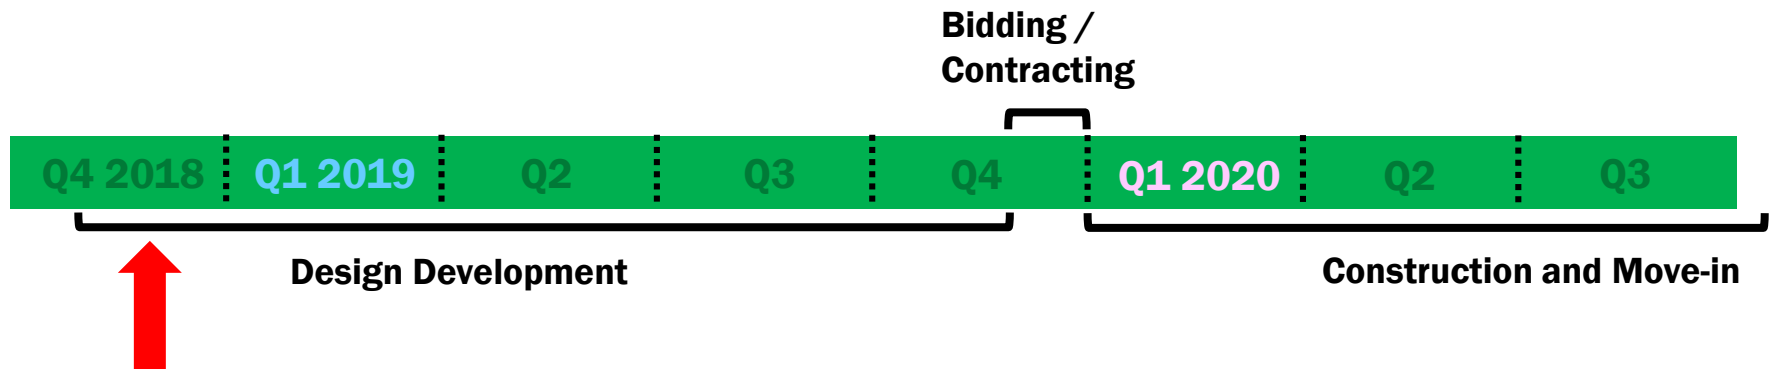 Bidding /
Contracting
Q4 2018 Q1 2019 Q2 Q3 Q4 Q1 2020 Q2 Q3
Design Development
Construction and Move-in